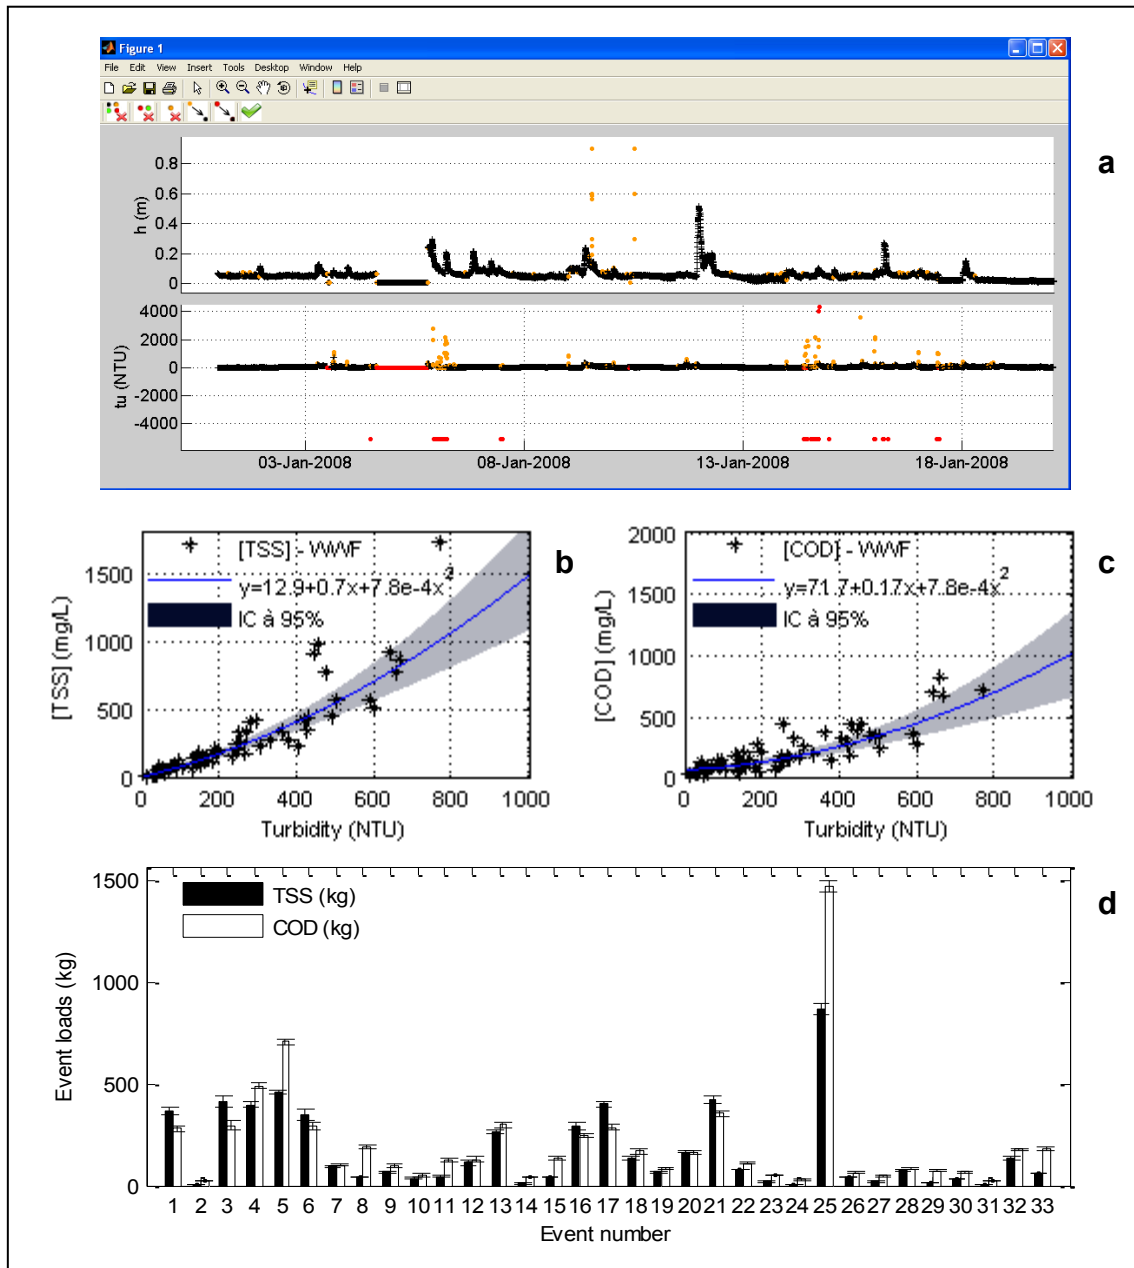 Figure 1
File Edit View Insert Tools Desktop Window Help
a
0.8
0.6
0.4
0.2
0
h (m)
4000
2000
0
-2000
-4000
tu (NTU)
03-Jan-2008 08-Jan-2008 13-Jan-2008 18-Jan-2008
b
[TSS] - WWF
y=12.9+0.7x+7.8e-4x²
IC à 95%
1500
1000
500
0
[TSS] (mg/L)
0 200 400 600 800 1000
Turbidity (NTU)
c
[COD] - WWF
y=71.7+0.17x+7.8e-4x²
IC à 95%
2000
1500
1000
500
0
[COD] (mg/L)
0 200 400 600 800 1000
Turbidity (NTU)
d
TSS (kg)
COD (kg)
1500
1000
500
0
Event loads (kg)
1 2 3 4 5 6 7 8 9 10 11 12 13 14 15 16 17 18 19 20 21 22 23 24 25 26 27 28 29 30 31 32 33
Event number